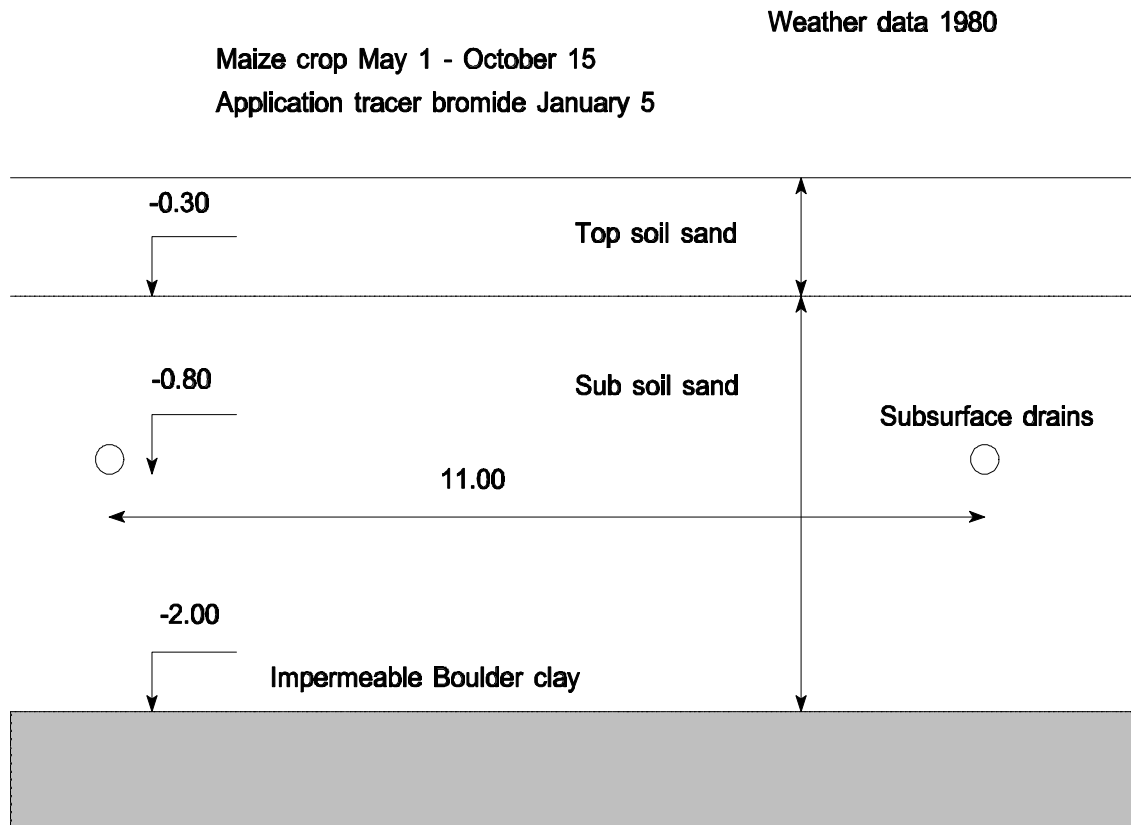 Weather data 1980
Maize crop May 1 - October 15
Application tracer bromide January 5
-0.30
Top soil sand
-0.80
Sub soil sand
Subsurface drains
11.00
-2.00
Impermeable Boulder clay